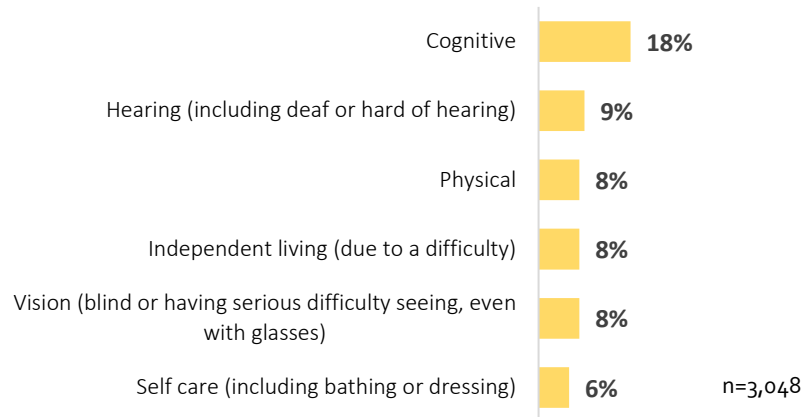 Cognitive 18%
Hearing (including deaf or hard of hearing) 9%
Physical 8%
Independent living (due to a difficulty) 8%
Vision (blind or having serious difficulty seeing, even
with glasses) 8%
Self care (including bathing or dressing) 6% n=3,048